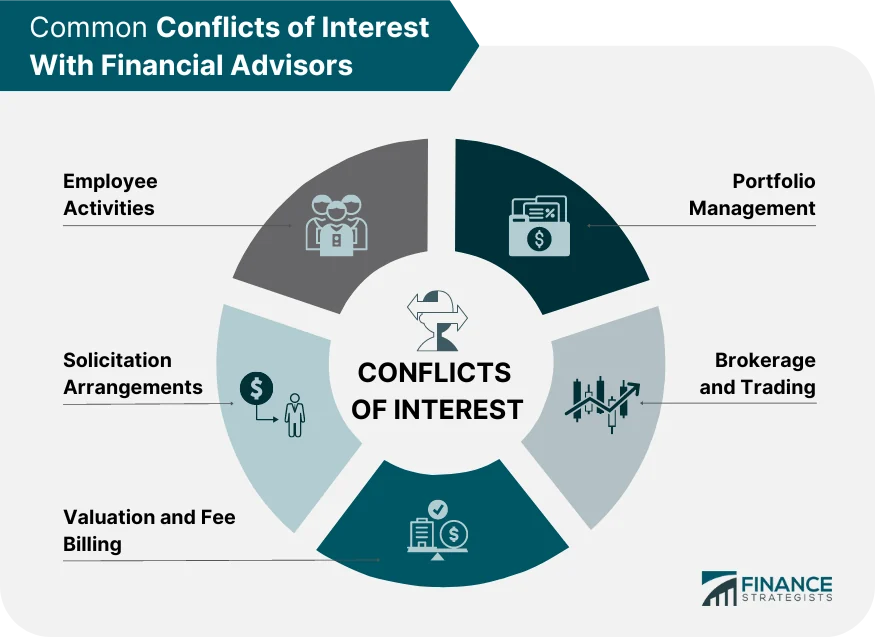 Common Conflicts of Interest
With Financial Advisors
Employee
Activities
Portfolio
Management
Solicitation
Arrangements
CONFLICTS
OF INTEREST
Brokerage
and Trading
Valuation and Fee
Billing
$
$
%
$
FINANCE
STRATEGISTS